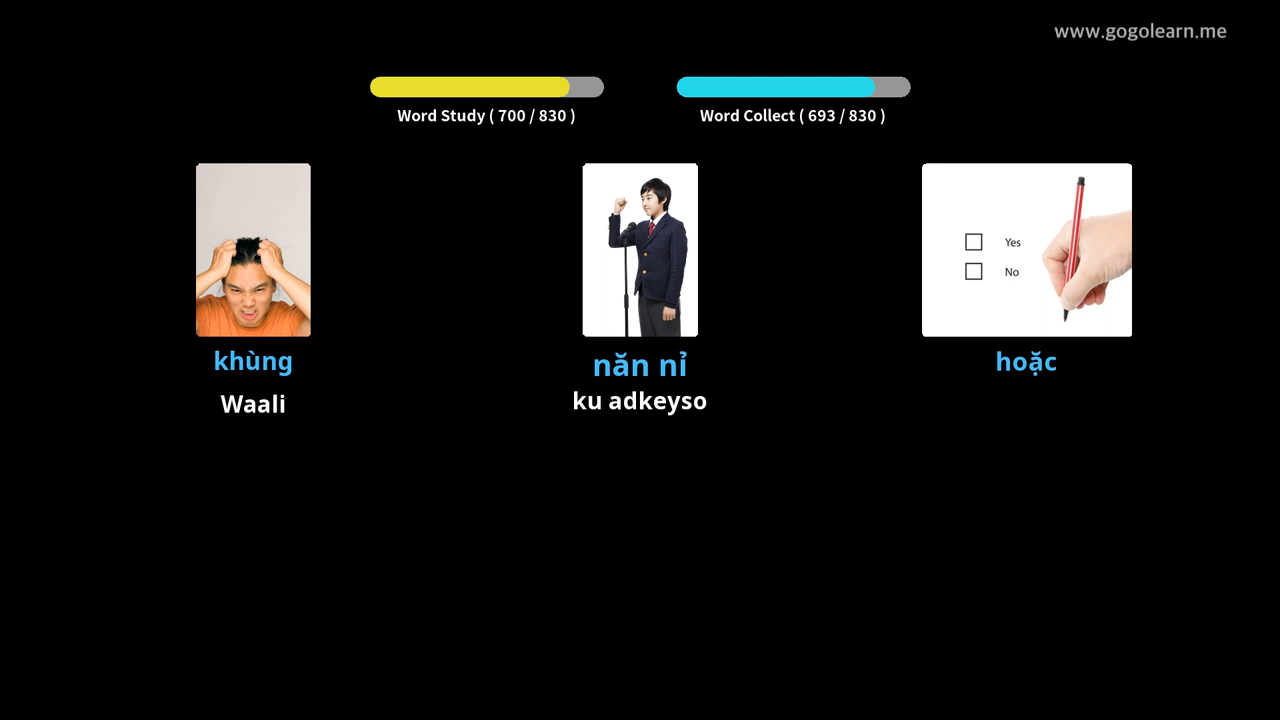 www.gogolearn.me
Word Study ( 700 / 830 )
Word Collect ( 693 / 830 )
Yes
No
khùng
năn nỉ
hoặc
Waali
ku adkeyso